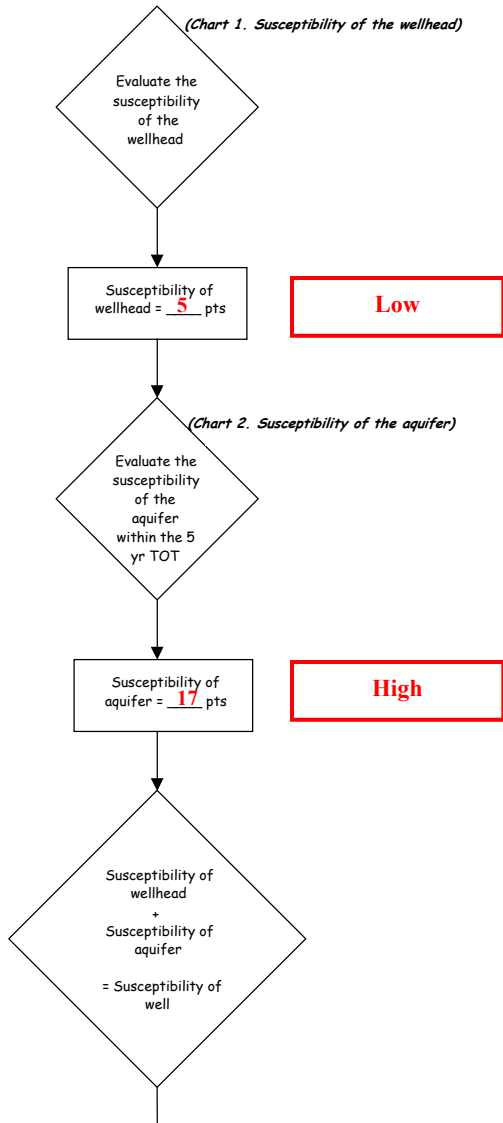 (Chart 1. Susceptibility of the wellhead)
Evaluate the
susceptibility
of the
wellhead
Susceptibility of
wellhead = __5__ pts
Low
(Chart 2. Susceptibility of the aquifer)
Evaluate the
susceptibility
of the
aquifer
within the 5
yr TOT
Susceptibility of
aquifer = __17__ pts
High
Susceptibility of
wellhead
+
Susceptibility of
aquifer
= Susceptibility of
well